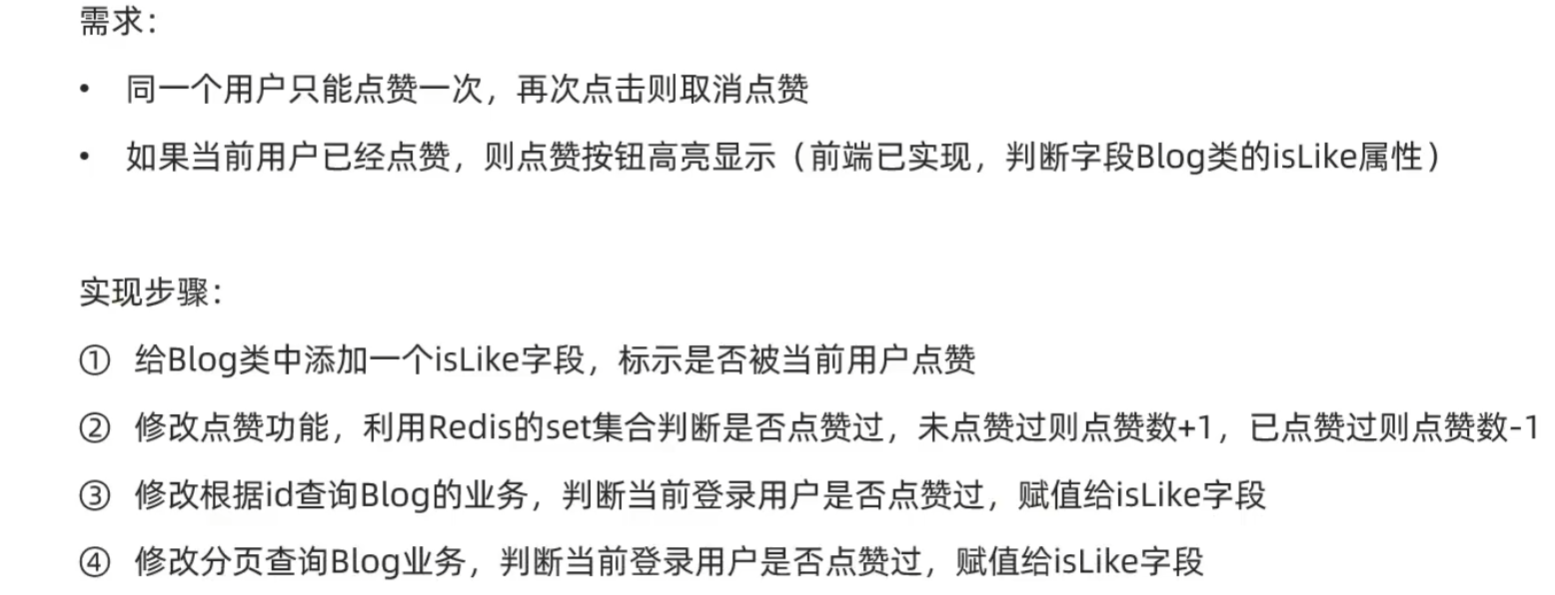 需求：
• 同一个用户只能点赞一次，再次点击则取消点赞
• 如果当前用户已经点赞，则点赞按钮高亮显示（前端已实现，判断字段Blog类的isLike属性）
实现步骤：
① 给Blog类中添加一个isLike字段，标示是否被当前用户点赞
② 修改点赞功能，利用Redis的set集合判断是否点赞过，未点赞过则点赞数+1，已点赞过则点赞数-1
③ 修改根据id查询Blog的业务，判断当前登录用户是否点赞过，赋值给isLike字段
④ 修改分页查询Blog业务，判断当前登录用户是否点赞过，赋值给isLike字段